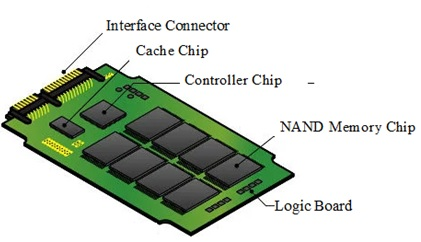 Interface Connector
Cache Chip
Controller Chip
NAND Memory Chip
Logic Board